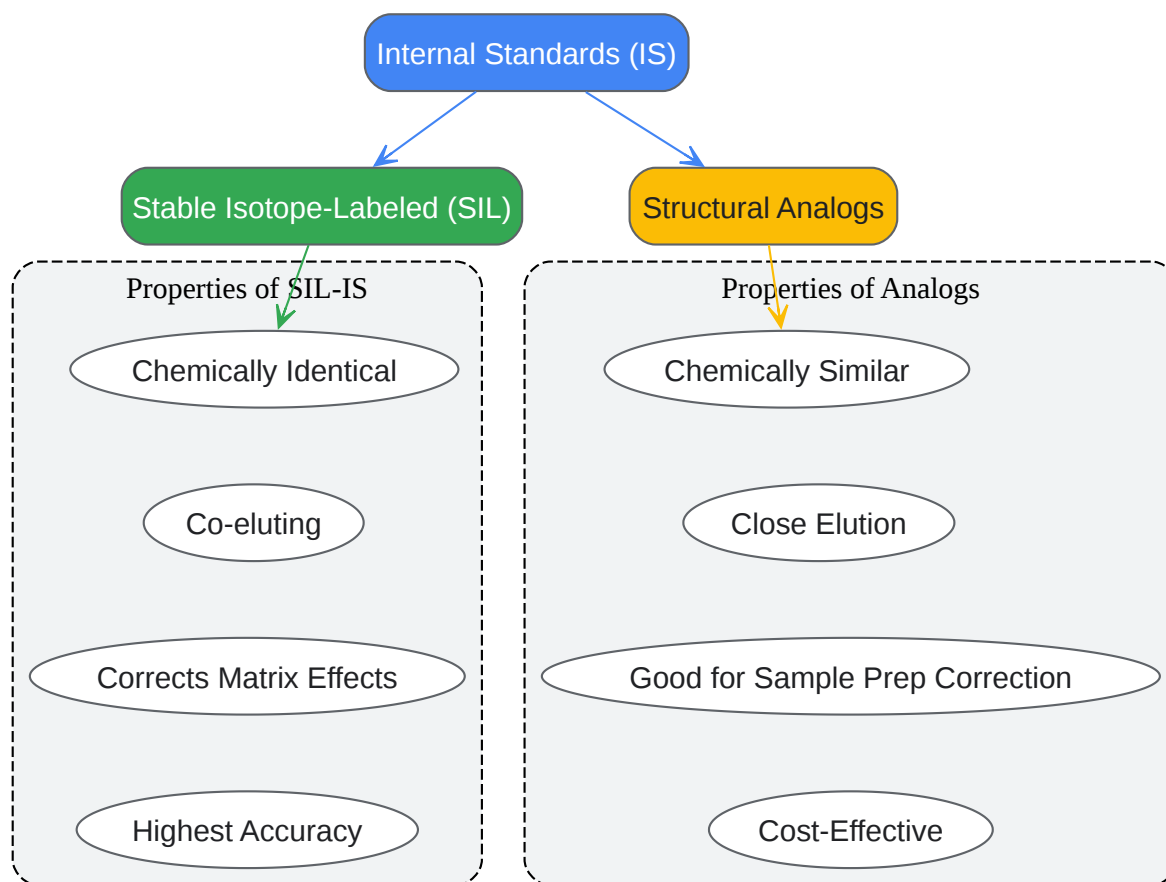 Internal Standards (IS)
Stable Isotope-Labeled (SIL)
Structural Analogs
Properties of SIL-IS
Chemically Identical
Co-eluting
Corrects Matrix Effects
Highest Accuracy
Properties of Analogs
Chemically Similar
Close Elution
Good for Sample Prep Correction
Cost-Effective